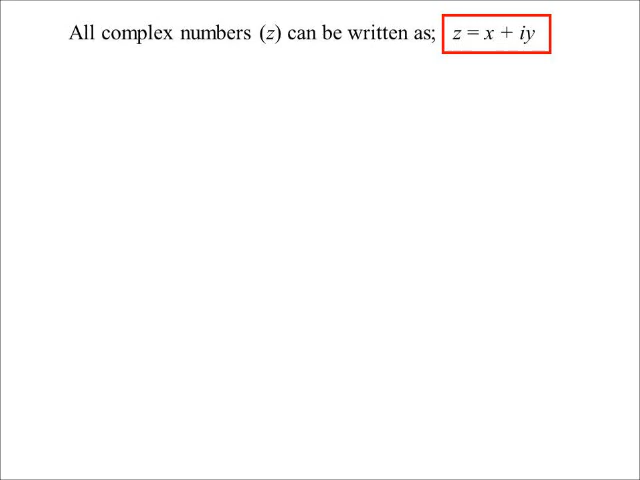 All complex numbers (z) can be written as; z = x + iy